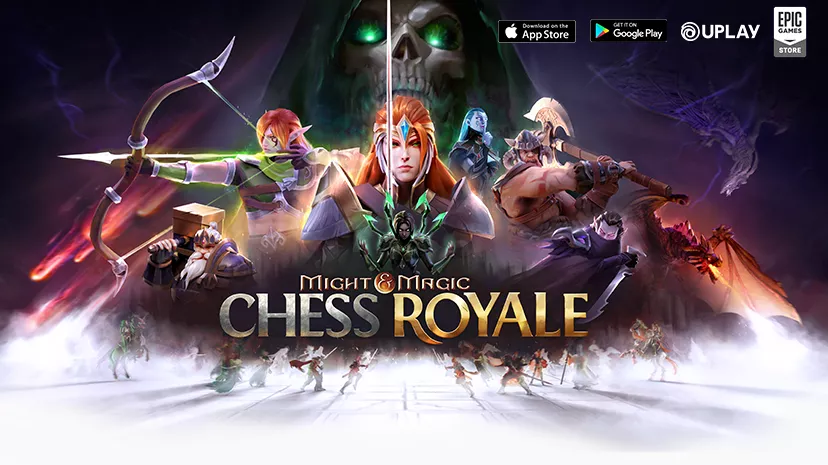 Download on the
App Store
GET IT ON
Google Play
UPLAY
EPIC
GAMES
STORE
MIGHT & MAGIC
CHESS ROYALE